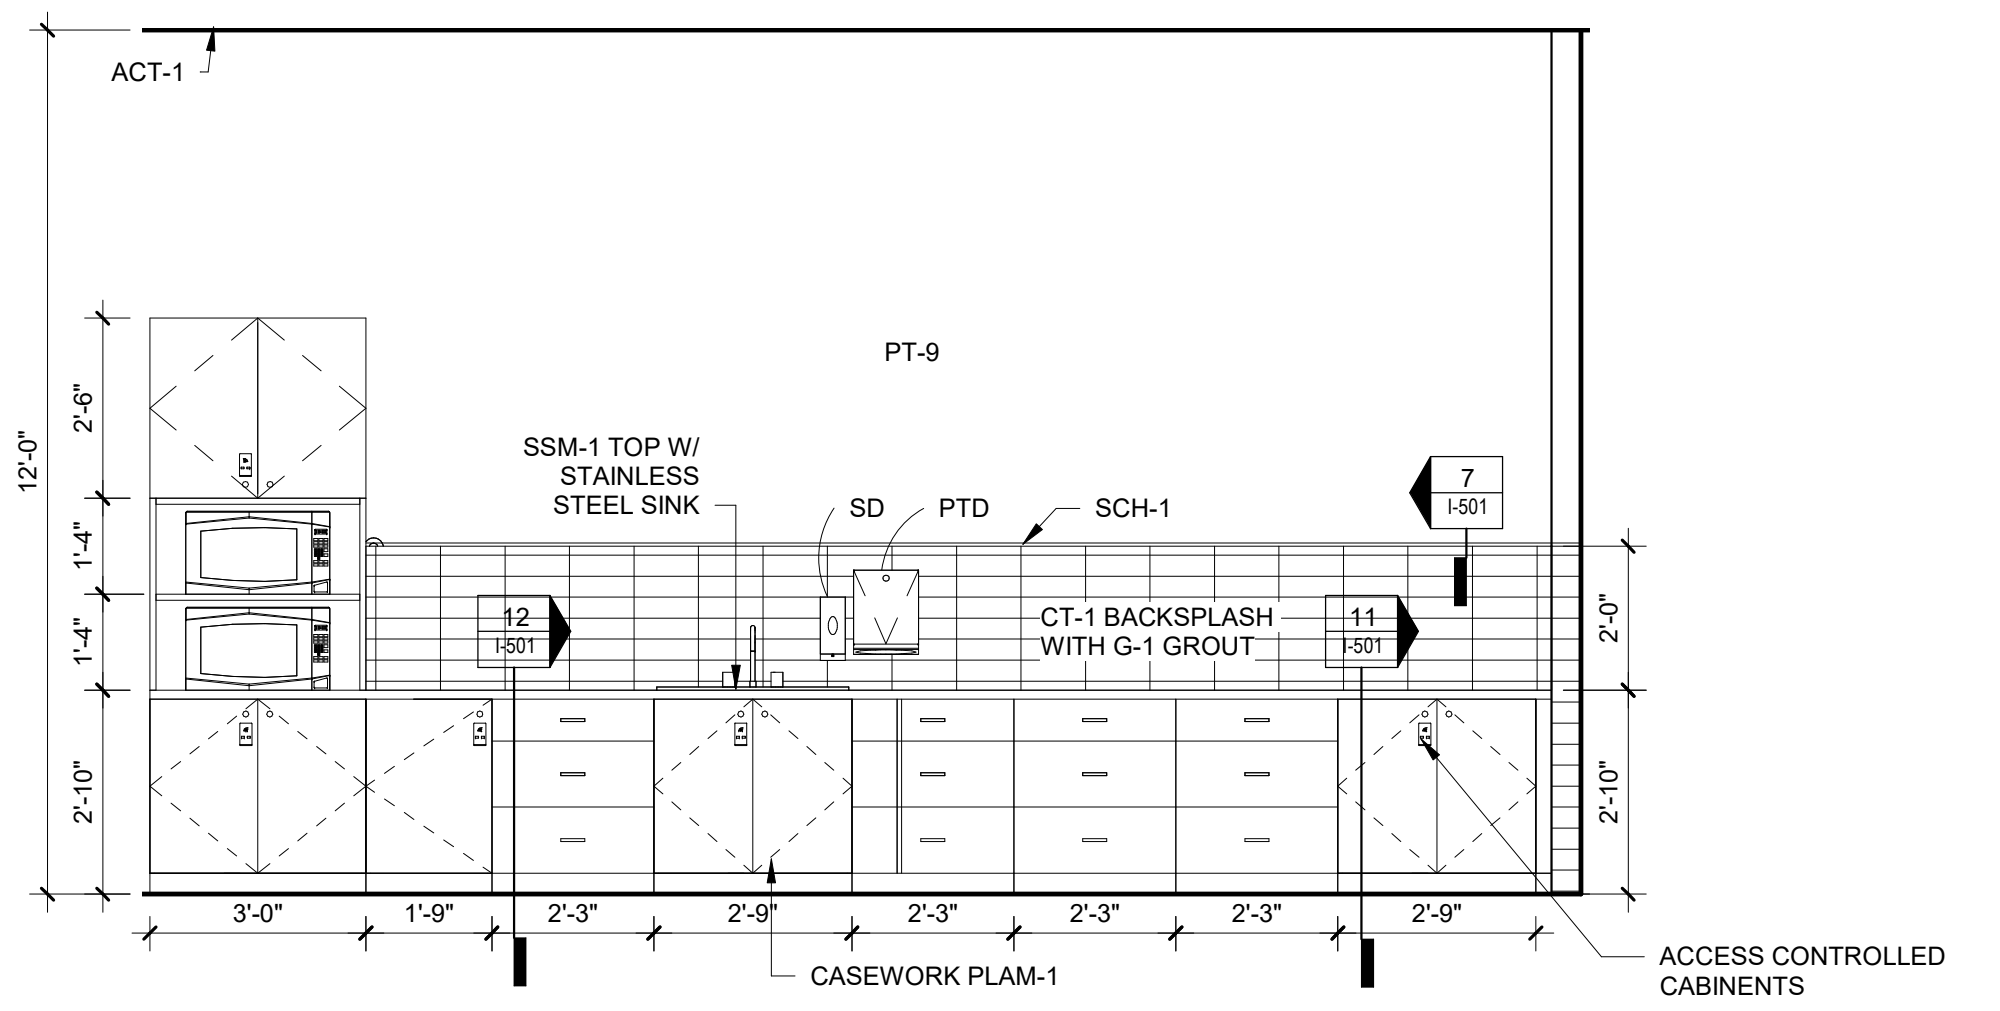 ACT-1
12'-0"
2'-6"
1'-4"
1'-4"
2'-10"
PT-9
SSM-1 TOP W/
STAINLESS
STEEL SINK
SD
PTD
SCH-1
7
I-501
12
I-501
CT-1 BACKSPLASH
WITH G-1 GROUT
11
I-501
2'-0"
2'-10"
3'-0"
1'-9"
2'-3"
2'-9"
2'-3"
2'-3"
2'-3"
2'-9"
CASEWORK PLAM-1
ACCESS CONTROLLED
CABINENTS